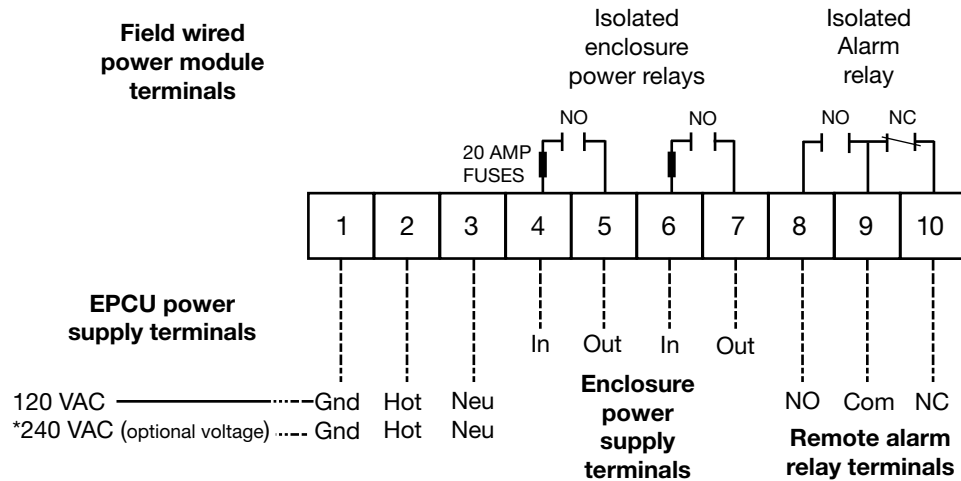 Field wired
power module
terminals
Isolated
enclosure
power relays
Isolated
Alarm
relay
NO
NO
NO
NC
20 AMP
FUSES
1 2 3 4 5 6 7 8 9 10
EPCU power
supply terminals
In Out In Out
Enclosure
power
supply
terminals
120 VAC Gnd Hot Neu
*240 VAC (optional voltage) Gnd Hot Neu
NO Com NC
Remote alarm
relay terminals